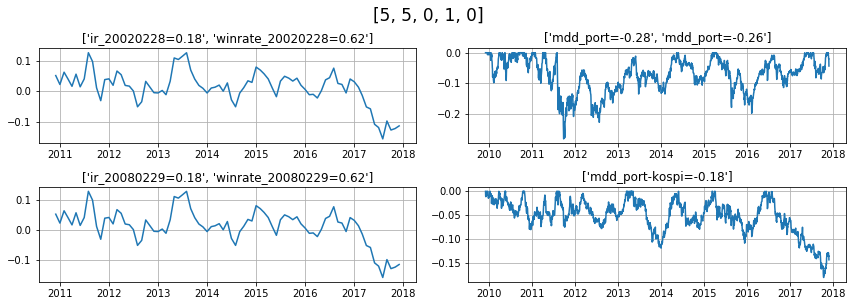 [5, 5, 0, 1, 0]
['ir_20020228=0.18', 'winrate_20020228=0.62']
0.1
0.0
−0.1
2011 2012 2013 2014 2015 2016 2017 2018
['mdd_port=-0.28', 'mdd_port=-0.26']
0.0
−0.1
−0.2
2010 2011 2012 2013 2014 2015 2016 2017 2018
['ir_20080229=0.18', 'winrate_20080229=0.62']
0.1
0.0
−0.1
2011 2012 2013 2014 2015 2016 2017 2018
['mdd_port-kospi=-0.18']
0.00
−0.05
−0.10
−0.15
2010 2011 2012 2013 2014 2015 2016 2017 2018